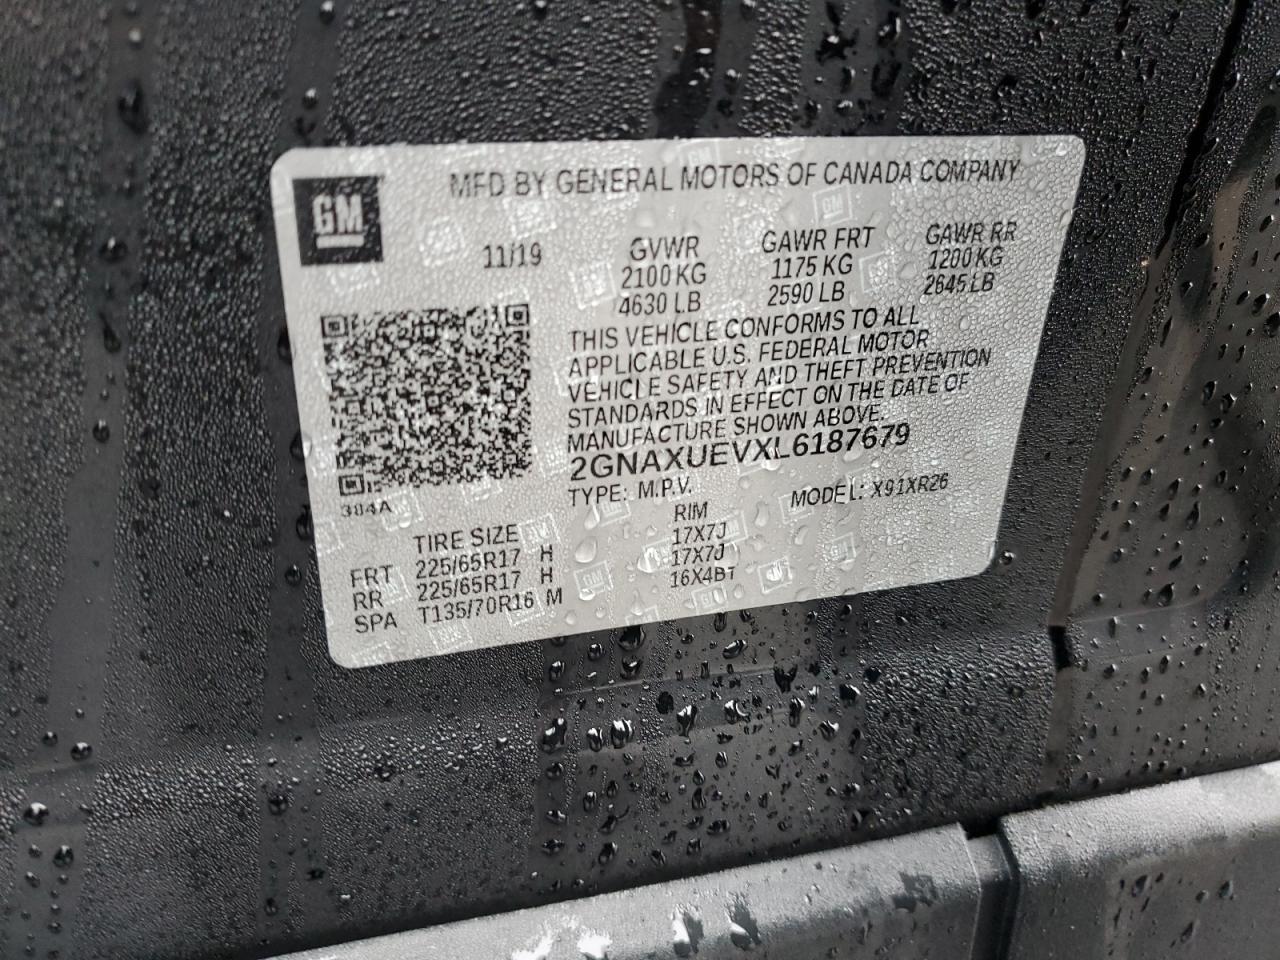 GM
MFD BY GENERAL MOTORS OF CANADA COMPANY
11/19 GVWR GAWR FRT GAWR RR
2100 KG 1175 KG 1200 KG
4630 LB 2590 LB 2645 LB
THIS VEHICLE CONFORMS TO ALL
APPLICABLE U.S. FEDERAL MOTOR
VEHICLE SAFETY AND THEFT PREVENTION
STANDARDS IN EFFECT ON THE DATE OF
MANUFACTURE SHOWN ABOVE.
2GNAXUEVXL6187679
TYPE: M.P.V. MODEL: X91XR26
384A
TIRE SIZE RIM
FRT 225/65R17 H 17X7J
RR 225/65R17 H 17X7J
SPA T135/70R16 M 16X4BT